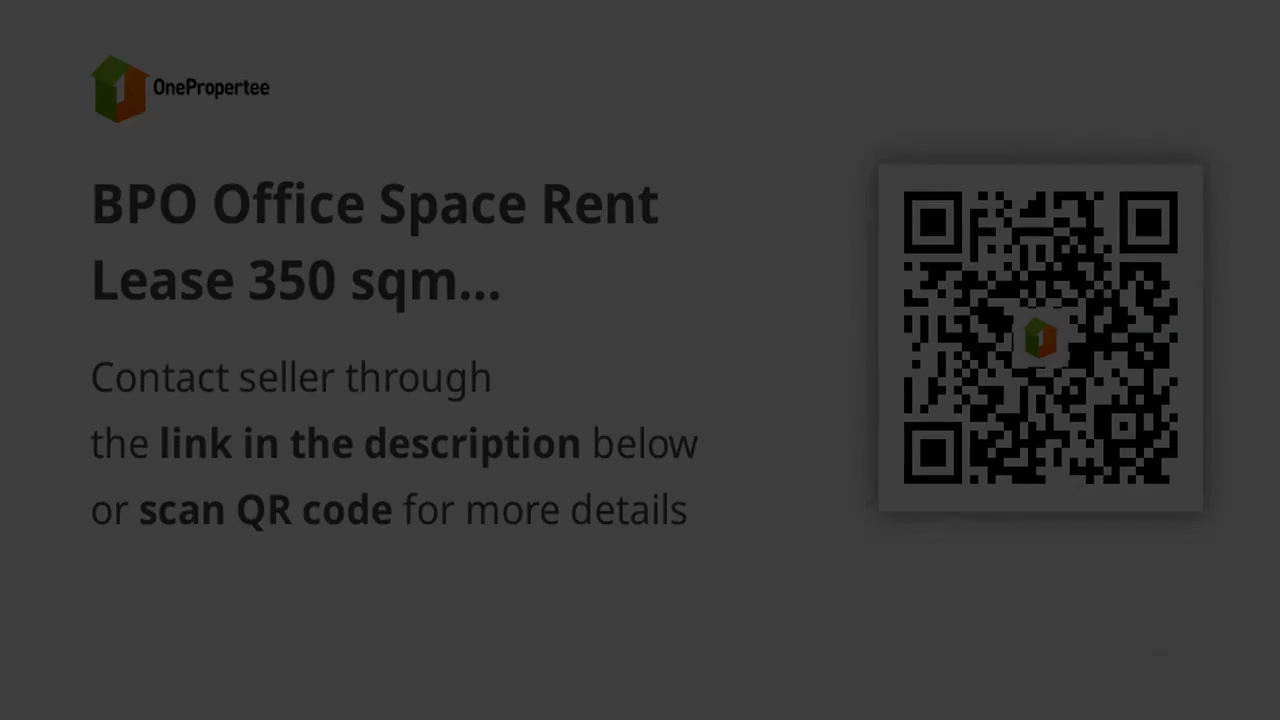 OnePropertee
BPO Office Space Rent
Lease 350 sqm...
Contact seller through
the link in the description below
or scan QR code for more details